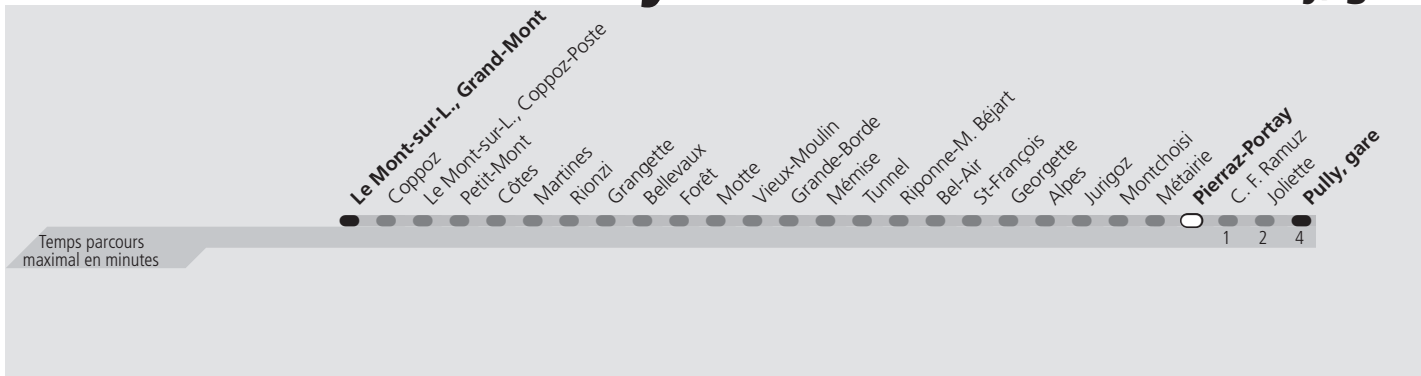 Le Mont-sur-L., Grand-Mont
Coppoz
Le Mont-sur-L., Coppoz-Poste
Petit-Mont
Côtes
Martines
Rionzi
Grangette
Bellevaux
Forêt
Motte
Vieux-Moulin
Grande-Borde
Mémise
Tunnel
Riponne-M. Béjart
Bel-Air
St-François
Georgette
Alpes
Jurigoz
Montchoisi
Métairie
Pierraz-Portay
C. F. Ramuz
Joliette
Pully, gare
Temps parcours
maximal en minutes
1 2 4